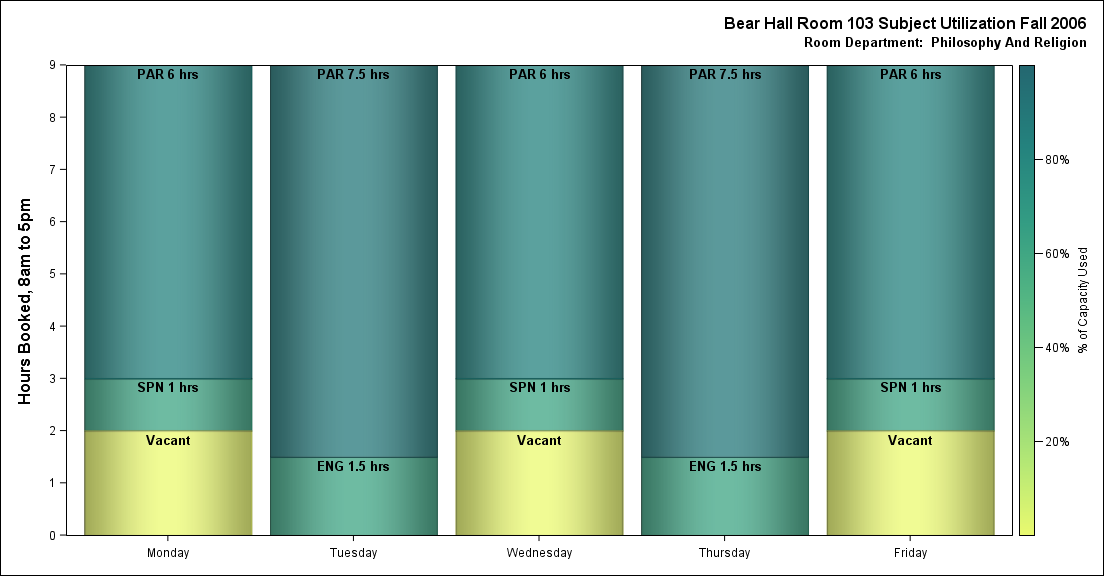 Bear Hall Room 103 Subject Utilization Fall 2006
Room Department:  Philosophy And Religion
Hours Booked, 8am to 5pm
9
8
7
6
5
4
3
2
1
0
PAR 6 hrs
SPN 1 hrs
Vacant
PAR 7.5 hrs
ENG 1.5 hrs
PAR 6 hrs
SPN 1 hrs
Vacant
PAR 7.5 hrs
ENG 1.5 hrs
PAR 6 hrs
SPN 1 hrs
Vacant
Monday
Tuesday
Wednesday
Thursday
Friday
80%
60%
40%
20%
% of Capacity Used